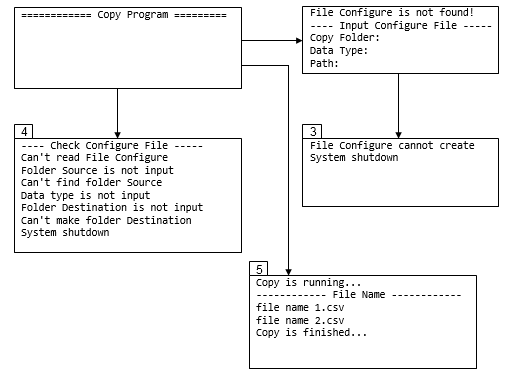 ============ Copy Program =========
File Configure is not found!
---- Input Configure File -----
Copy Folder:
Data Type:
Path:
4
---- Check Configure File -----
Can't read File Configure
Folder Source is not input
Can't find folder Source
Data type is not input
Folder Destination is not input
Can't make folder Destination
System shutdown
3
File Configure cannot create
System shutdown
5
Copy is running...
------------ File Name ------------
file name 1.csv
file name 2.csv
Copy is finished...